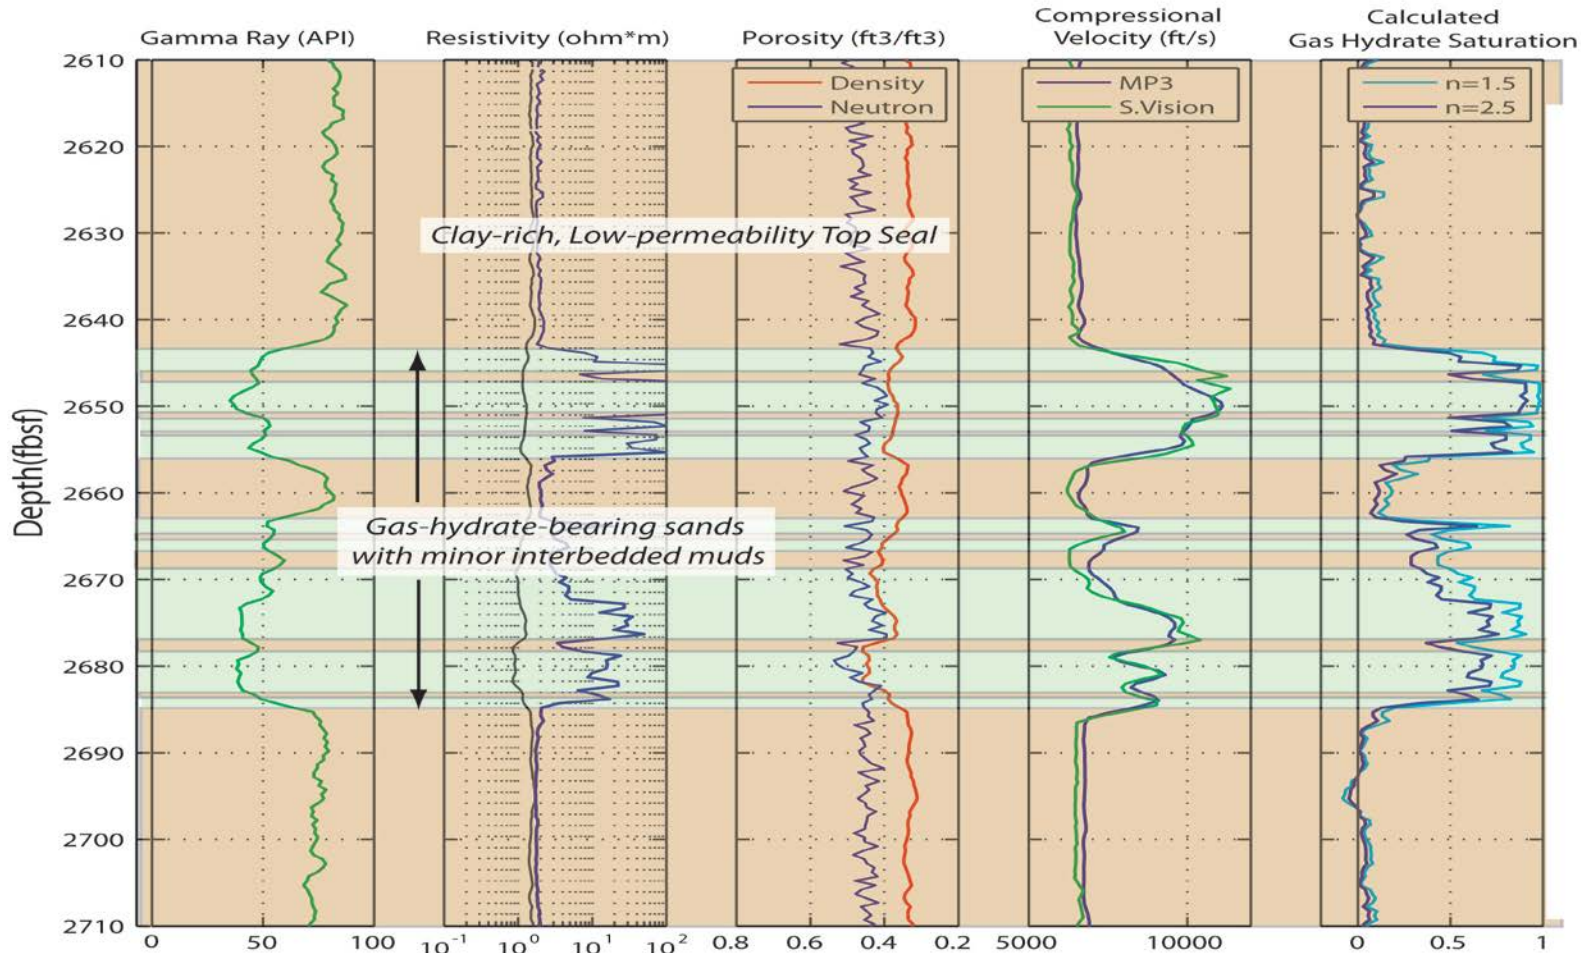 Compressional
Calculated
Gamma Ray (API) Resistivity (ohm*m) Porosity (ft3/ft3) Velocity (ft/s) Gas Hydrate Saturation
2610
Density MP3 n=1.5
Neutron S.Vision n=2.5
2620
2630
Clay-rich, Low-permeability Top Seal
2640
2650
Depth(fbsf)
2660
Gas-hydrate-bearing sands
with minor interbedded muds
2670
2680
2690
2700
2710
0 50 100 10-1 100 101 102 0.8 0.6 0.4 0.2 5000 10000 0 0.5 1